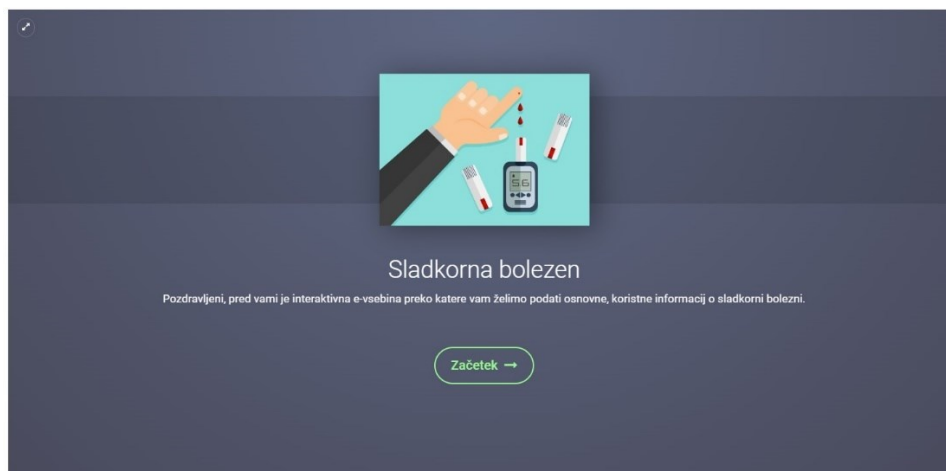 5.6
Sladkorna bolezen
Pozdravljeni, pred vami je interaktivna e-vsebina preko katere vam želimo podati osnovne, koristne informacij o sladkorni bolezni.
Začetek →